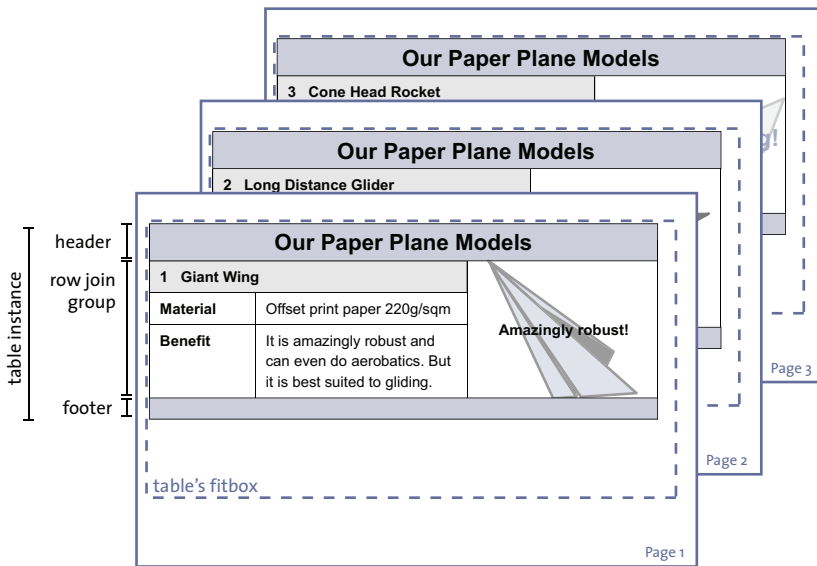 Our Paper Plane Models
3 Cone Head Rocket
g!
Page 3
Our Paper Plane Models
2 Long Distance Glider
Page 2
table instance
header
row join
group
footer
Our Paper Plane Models
1 Giant Wing
Material Offset print paper 220g/sqm
Benefit It is amazingly robust and
can even do aerobatics. But
it is best suited to gliding.
Amazingly robust!
table's fitbox
Page 1